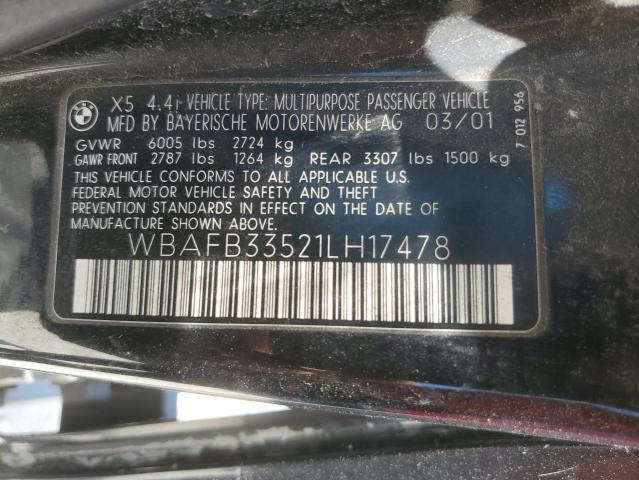 X5 4.4i VEHICLE TYPE: MULTIPURPOSE PASSENGER VEHICLE
MFD BY BAYERISCHE MOTORENWERKE AG 03/01
GVWR 6005 lbs 2724 kg
GAWR FRONT 2787 lbs 1264 kg REAR 3307 lbs 1500 kg
THIS VEHICLE CONFORMS TO ALL APPLICABLE U.S.
FEDERAL MOTOR VEHICLE SAFETY AND THEFT
PREVENTION STANDARDS IN EFFECT ON THE DATE OF
MANUFACTURE SHOWN ABOVE.
WBAFB33521LH17478
7 012 956